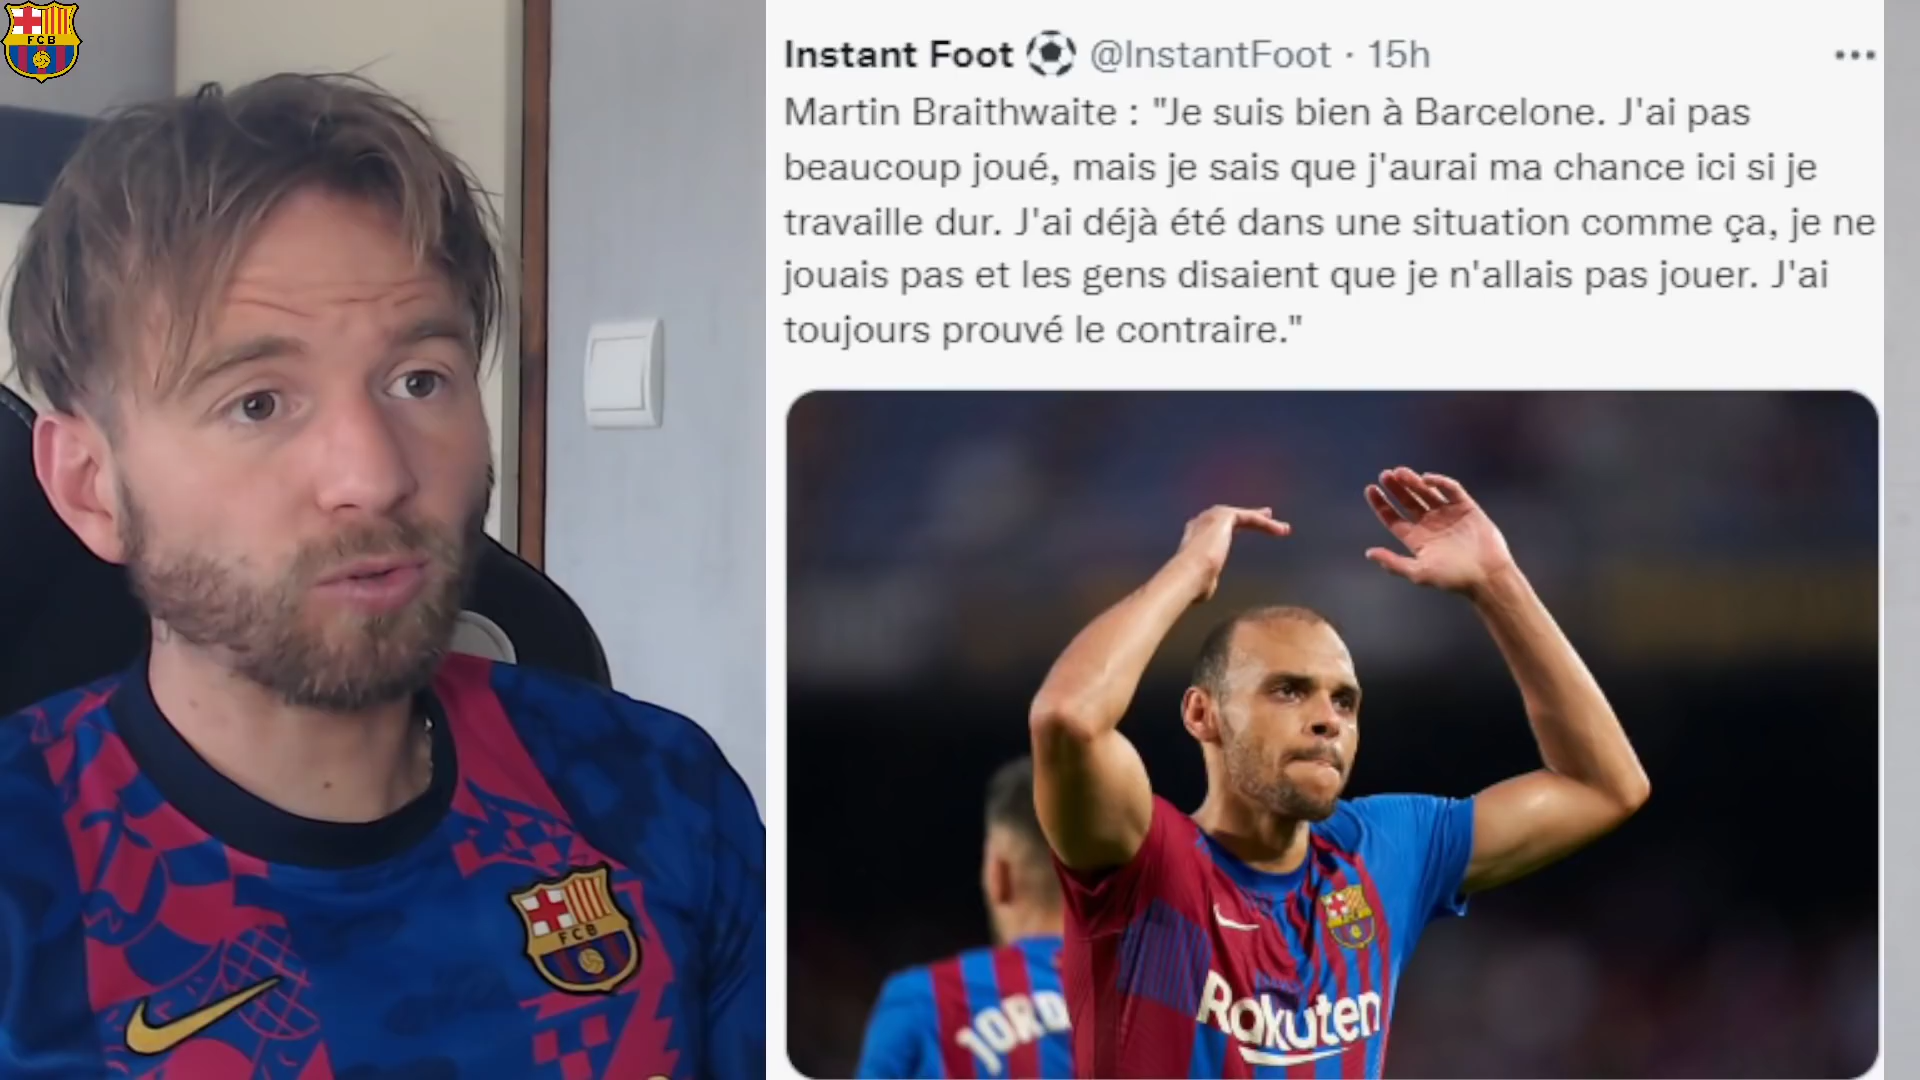 FCB
Instant Foot @InstantFoot · 15h
Martin Braithwaite : "Je suis bien à Barcelone. J'ai pas
beaucoup joué, mais je sais que j'aurai ma chance ici si je
travaille dur. J'ai déjà été dans une situation comme ça, je ne
jouais pas et les gens disaient que je n'allais pas jouer. J'ai
toujours prouvé le contraire."
FCB
JORD
Rakuten